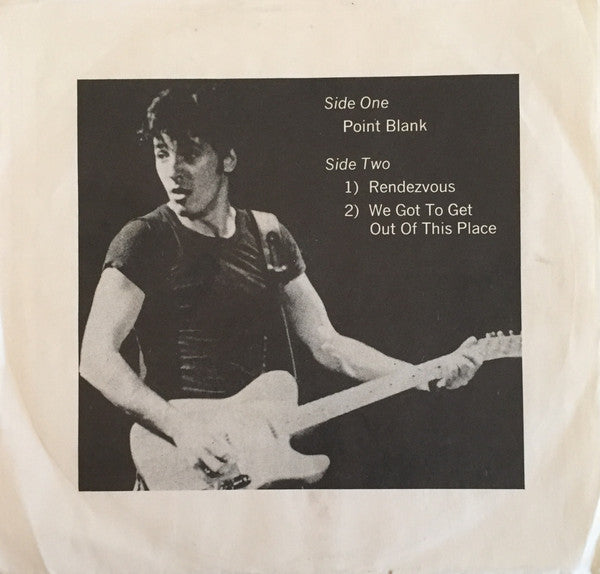 Side One
Point Blank
Side Two
1) Rendezvous
2) We Got To Get
Out Of This Place